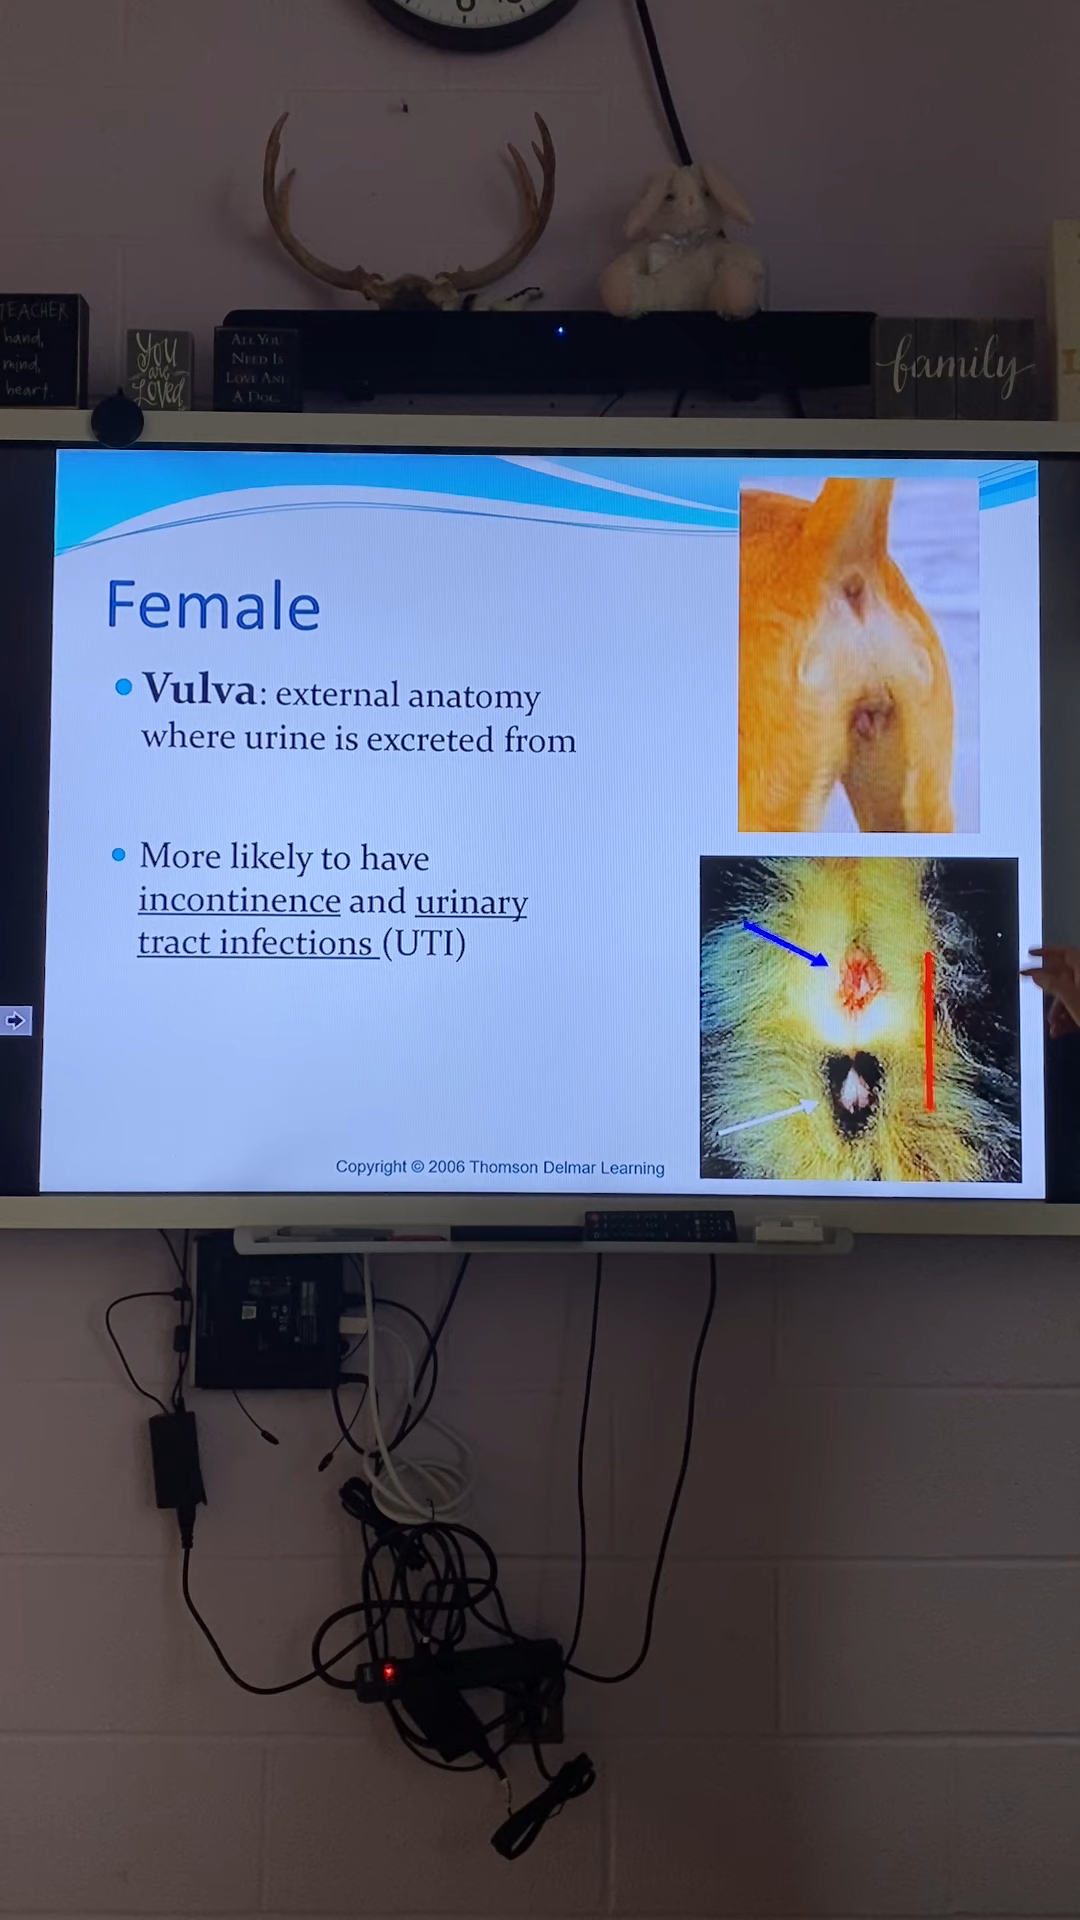 TEACHER
hand,
mind,
heart.
You
are
Loved
ALL YOU
NEED IS
LOVE AND
A DOG.
family
Female
Vulva: external anatomy
where urine is excreted from
More likely to have
incontinence and urinary
tract infections (UTI)
Copyright © 2006 Thomson Delmar Learning